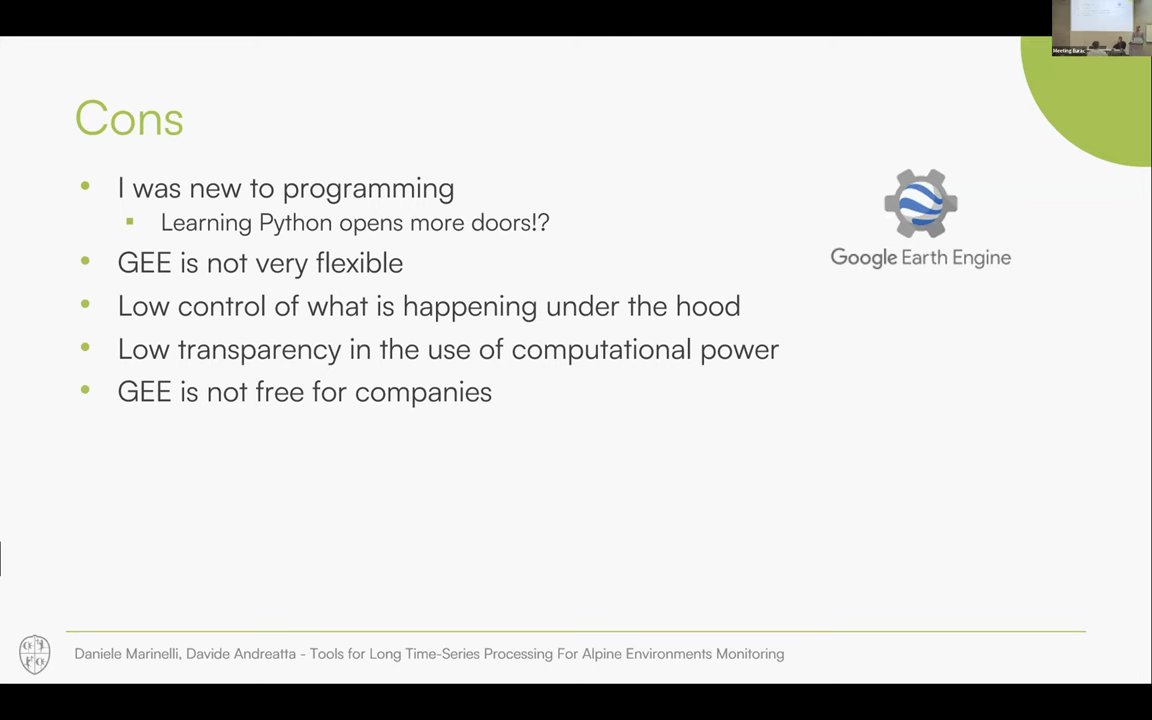 Meeting Barac
Cons
• I was new to programming
▪ Learning Python opens more doors!?
• GEE is not very flexible
• Low control of what is happening under the hood
• Low transparency in the use of computational power
• GEE is not free for companies
Google Earth Engine
Daniele Marinelli, Davide Andreatta - Tools for Long Time-Series Processing For Alpine Environments Monitoring